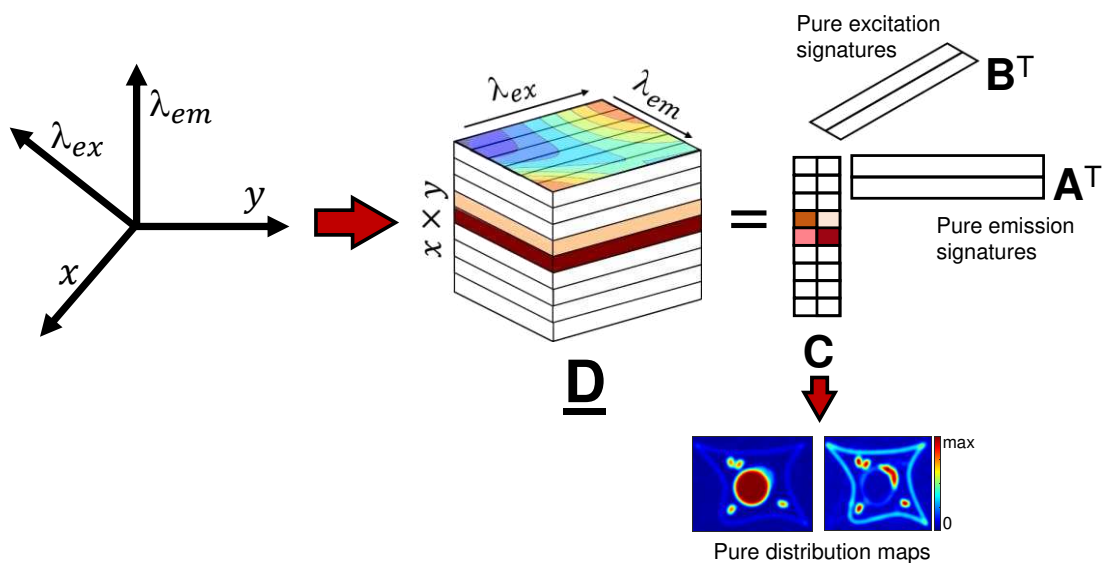 λem
λex
y
x
λex
λem
x × y
D
=
Pure excitation
signatures
B^T
A^T
Pure emission
signatures
C
max
0
Pure distribution maps